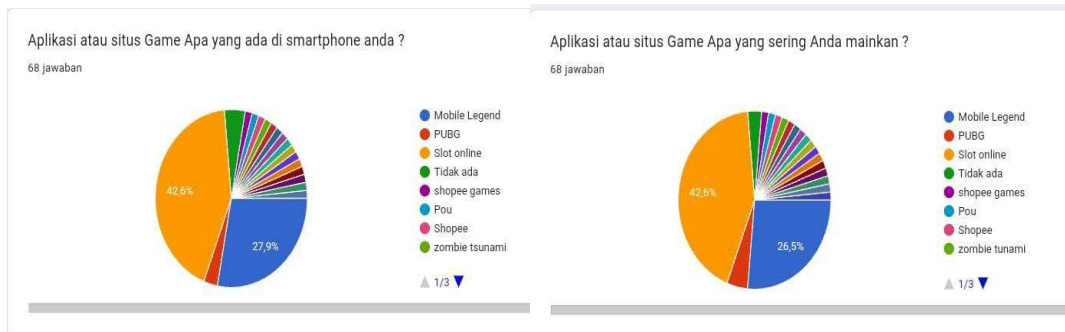 Aplikasi atau situs Game Apa yang ada di smartphone anda ?
68 jawaban
42,6%
27,9%
Mobile Legend
PUBG
Slot online
Tidak ada
shopee games
Pou
Shopee
zombie tsunami
1/3
Aplikasi atau situs Game Apa yang sering Anda mainkan ?
68 jawaban
42,6%
26,5%
Mobile Legend
PUBG
Slot online
Tidak ada
shopee games
Pou
Shopee
zombie tunami
1/3